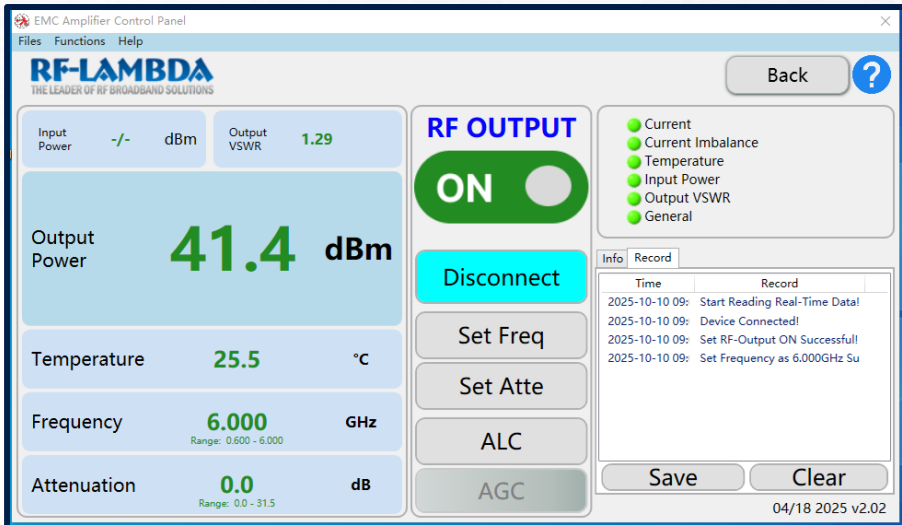 EMC Amplifier Control Panel
Files Functions Help
RF-LAMBDA
THE LEADER OF RF BROADBAND SOLUTIONS
Back
?
Input Power -/- dBm
Output VSWR 1.29
Output Power 41.4 dBm
Temperature 25.5 °C
Frequency 6.000 GHz
Range: 0.600 - 6.000
Attenuation 0.0 dB
Range: 0.0 - 31.5
RF OUTPUT
ON
Disconnect
Set Freq
Set Atte
ALC
AGC
Current
Current Imbalance
Temperature
Input Power
Output VSWR
General
Info Record
Time Record
2025-10-10 09: Start Reading Real-Time Data!
2025-10-10 09: Device Connected!
2025-10-10 09: Set RF-Output ON Successful!
2025-10-10 09: Set Frequency as 6.000GHz Su
Save Clear
04/18 2025 v2.02